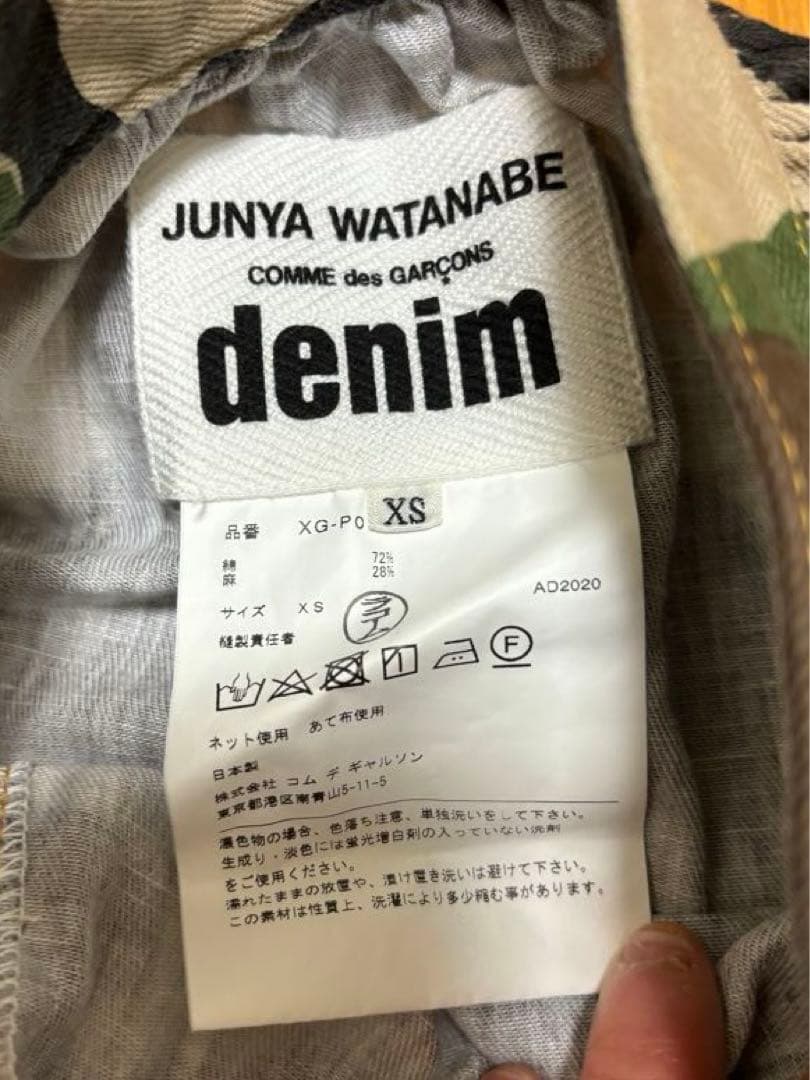 JUNYA WATANABE
COMME des GARÇONS
denim
XS
品番 XG-P0
綿 72%
麻 28%
AD2020
サイズ XS
縫製責任者
F
ネット使用 あて布使用
日本製
株式会社 コム デ ギャルソン
東京都港区南青山5-11-5
濃色物の場合、色落ち注意、単独洗いをして下さい。
生成り・淡色には蛍光増白剤の入っていない洗剤
をご使用ください。
濡れたままの放置や、漬け置き洗いは避けて下さい。
この素材は性質上、洗濯により多少縮む事があります。